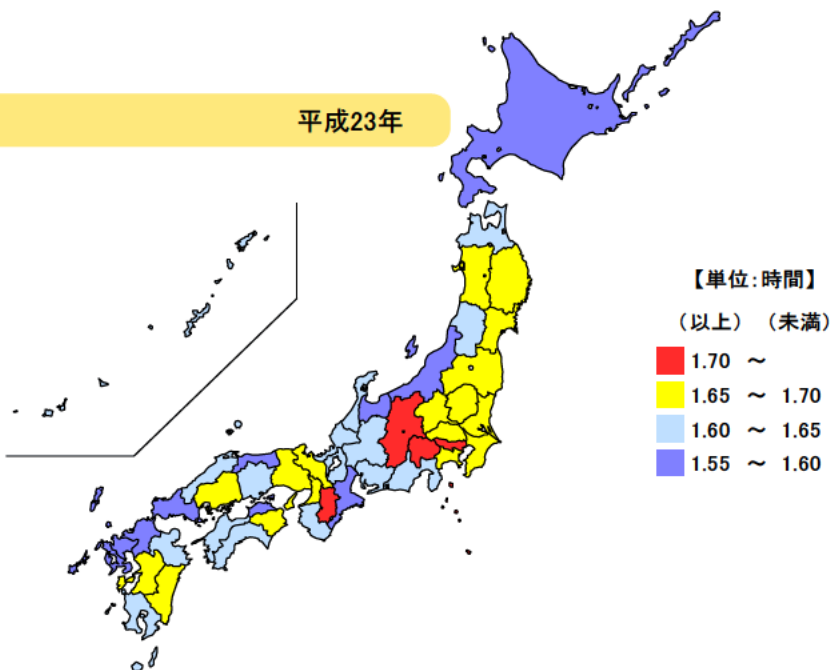 平成23年
【単位:時間】
（以上）（未満）
1.70 ～
1.65 ～ 1.70
1.60 ～ 1.65
1.55 ～ 1.60